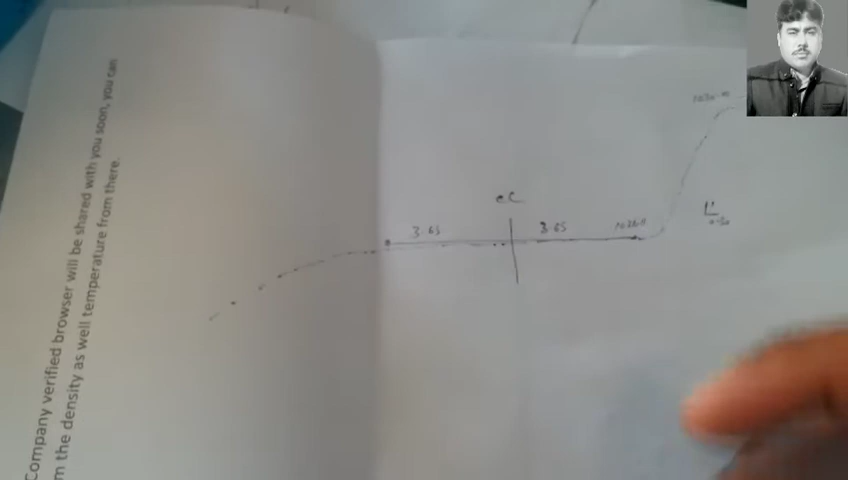 Company verified browser will be shared with you soon, you can
m the density as well temperature from there.
3.65
3.65